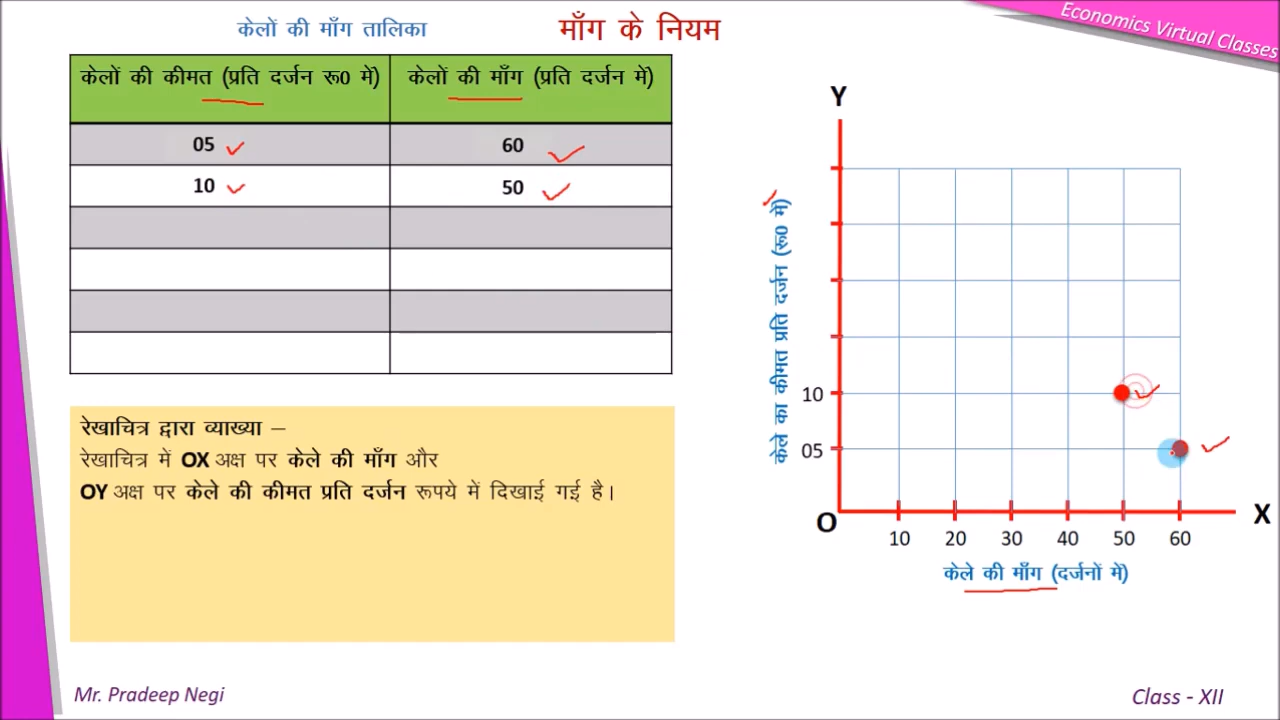 Economics Virtual Classes
केलों की माँग तालिका
माँग के नियम
केलों की कीमत (प्रति दर्जन रू0 में)
केलों की माँग (प्रति दर्जन में)
05
60
10
50
रेखाचित्र द्वारा व्याख्या –
रेखाचित्र में OX अक्ष पर केले की माँग और
OY अक्ष पर केले की कीमत प्रति दर्जन रूपये में दिखाई गई है।
Y
केले का कीमत प्रति दर्जन (रू0 में)
10
05
O
X
10 20 30 40 50 60
केले की माँग (दर्जनों में)
Mr. Pradeep Negi
Class - XII